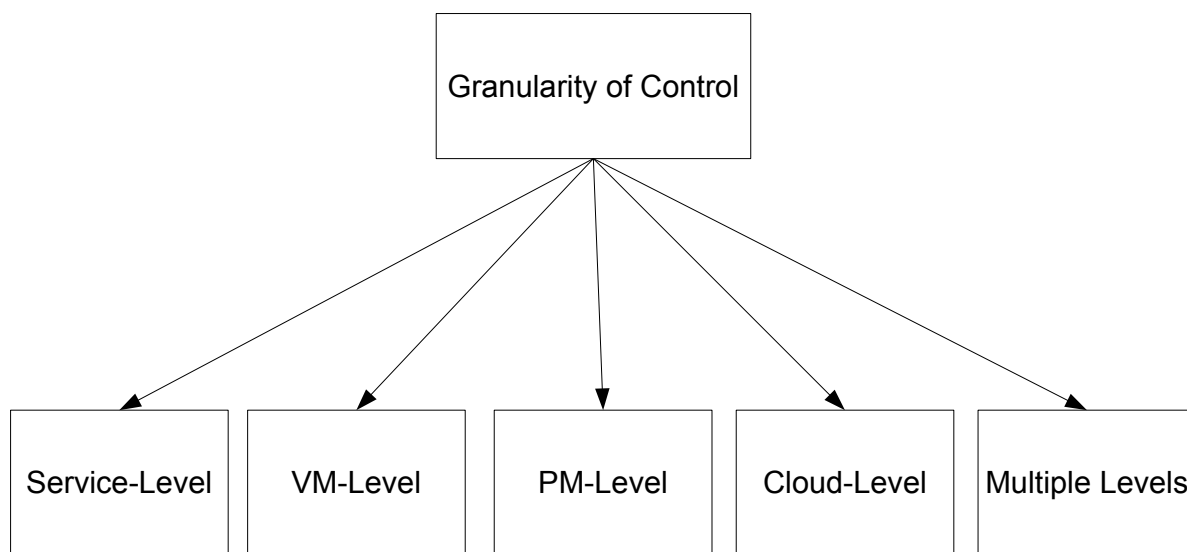 Granularity of Control
Service-Level
VM-Level
PM-Level
Cloud-Level
Multiple Levels